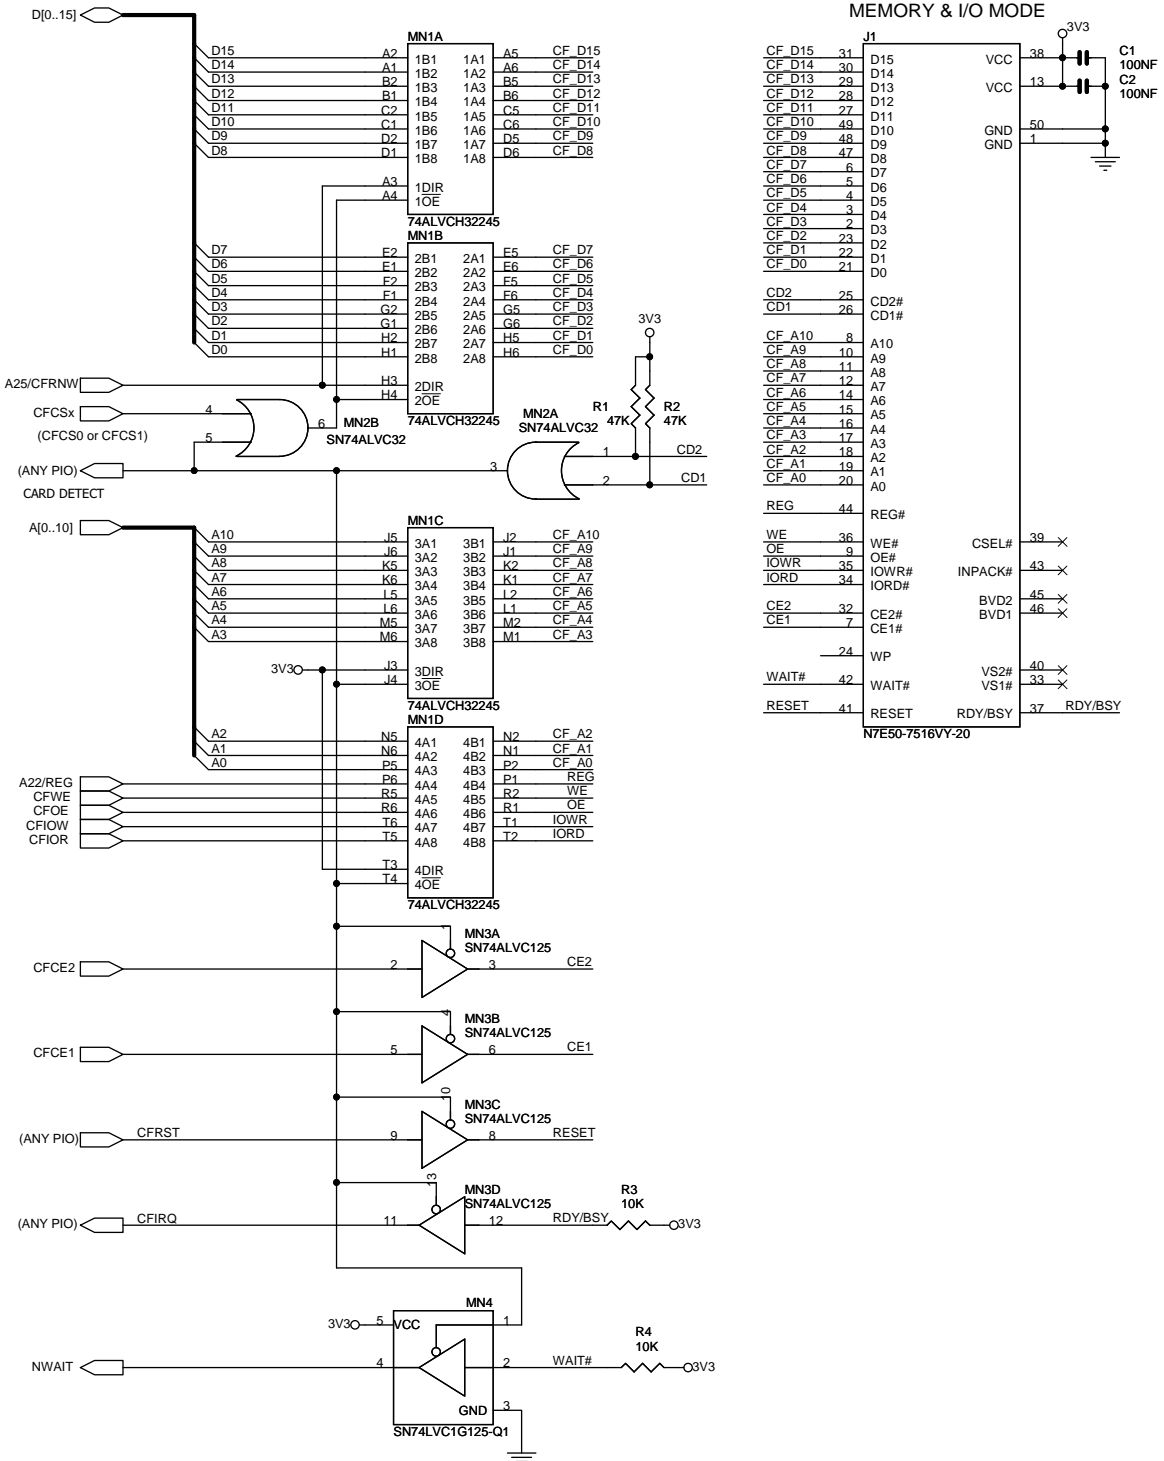 MEMORY & I/O MODE
D[0..15]
MN1A
D15 A2 1B1 1A1 A5 CF_D15
D14 A1 1B2 1A2 A6 CF_D14
D13 B2 1B3 1A3 B5 CF_D13
D12 B1 1B4 1A4 B6 CF_D12
D11 C2 1B5 1A5 C5 CF_D11
D10 C1 1B6 1A6 C6 CF_D10
D9 D2 1B7 1A7 D5 CF_D9
D8 D1 1B8 1A8 D6 CF_D8
A3 1DIR
A4 1OE
74ALVCH32245
MN1B
D7 E2 2B1 2A1 E5 CF_D7
D6 E1 2B2 2A2 E6 CF_D6
D5 F2 2B3 2A3 F5 CF_D5
D4 F1 2B4 2A4 F6 CF_D4
D3 G2 2B5 2A5 G5 CF_D3
D2 G1 2B6 2A6 G6 CF_D2
D1 H2 2B7 2A7 H5 CF_D1
D0 H1 2B8 2A8 H6 CF_D0
A25/CFRNW H3 2DIR
H4 2OE
74ALVCH32245
CFCSx 4
(CFCS0 or CFCS1) 5
6 MN2B
SN74ALVC32
MN2A
SN74ALVC32
3V3
R1
47K
R2
47K
1 CD2
2 CD1
3
(ANY PIO)
CARD DETECT
A[0..10]
MN1C
A10 J5 3A1 3B1 J2 CF_A10
A9 J6 3A2 3B2 J1 CF_A9
A8 K5 3A3 3B3 K2 CF_A8
A7 K6 3A4 3B4 K1 CF_A7
A6 L5 3A5 3B5 L2 CF_A6
A5 L6 3A6 3B6 L1 CF_A5
A4 M5 3A7 3B7 M2 CF_A4
A3 M6 3A8 3B8 M1 CF_A3
3V3 J3 3DIR
J4 3OE
74ALVCH32245
MN1D
A2 N5 4A1 4B1 N2 CF_A2
A1 N6 4A2 4B2 N1 CF_A1
A0 P5 4A3 4B3 P2 CF_A0
A22/REG P6 4A4 4B4 P1 REG
CFWE R5 4A5 4B5 R2 WE
CFOE R6 4A6 4B6 R1 OE
CFIOW T6 4A7 4B7 T1 IOWR
CFIOR T5 4A8 4B8 T2 IORD
T3 4DIR
T4 4OE
74ALVCH32245
1 MN3A
SN74ALVC125
CFCE2 2 3 CE2
4 MN3B
SN74ALVC125
CFCE1 5 6 CE1
10 MN3C
SN74ALVC125
(ANY PIO) CFRST 9 8 RESET
13 MN3D
SN74ALVC125
R3
10K
(ANY PIO) CFIRQ 11 12 RDY/BSY 3V3
MN4
3V3 5 VCC 1
R4
10K
NWAIT 4 2 WAIT# 3V3
GND 3
SN74LVC1G125-Q1
J1
3V3
CF_D15 31 D15 VCC 38 C1
100NF
CF_D14 30 D14
CF_D13 29 D13 VCC 13 C2
100NF
CF_D12 28 D12
CF_D11 27 D11
CF_D10 49 D10 GND 50
CF_D9 48 D9 GND 1
CF_D8 47 D8
CF_D7 6 D7
CF_D6 5 D6
CF_D5 4 D5
CF_D4 3 D4
CF_D3 2 D3
CF_D2 23 D2
CF_D1 22 D1
CF_D0 21 D0
CD2 25 CD2#
CD1 26 CD1#
CF_A10 8 A10
CF_A9 10 A9
CF_A8 11 A8
CF_A7 12 A7
CF_A6 14 A6
CF_A5 15 A5
CF_A4 16 A4
CF_A3 17 A3
CF_A2 18 A2
CF_A1 19 A1
CF_A0 20 A0
REG 44 REG#
WE 36 WE# CSEL# 39
OE 9 OE#
IOWR 35 IOWR# INPACK# 43
IORD 34 IORD#
BVD2 45
CE2 32 CE2# BVD1 46
CE1 7 CE1#
24 WP
VS2# 40
WAIT# 42 WAIT# VS1# 33
RESET 41 RESET RDY/BSY 37 RDY/BSY
N7E50-7516VY-20